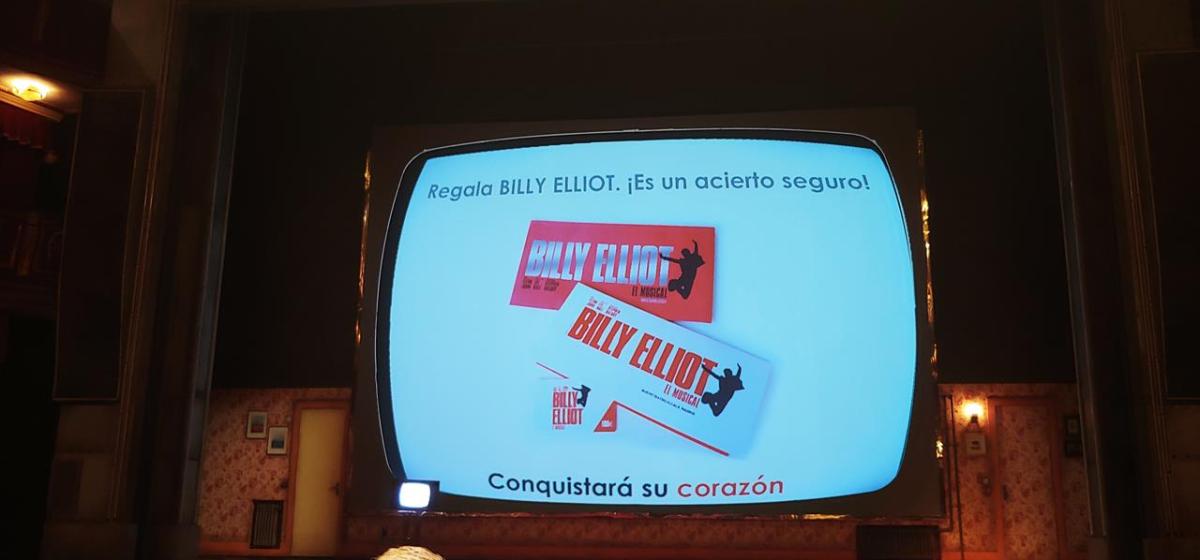 Regala BILLY ELLIOT. ¡Es un acierto seguro!
BILLY ELLIOT
EL MUSICAL
BILLY ELLIOT
EL MUSICAL
BILLY
ELLIOT
Conquistará su corazón